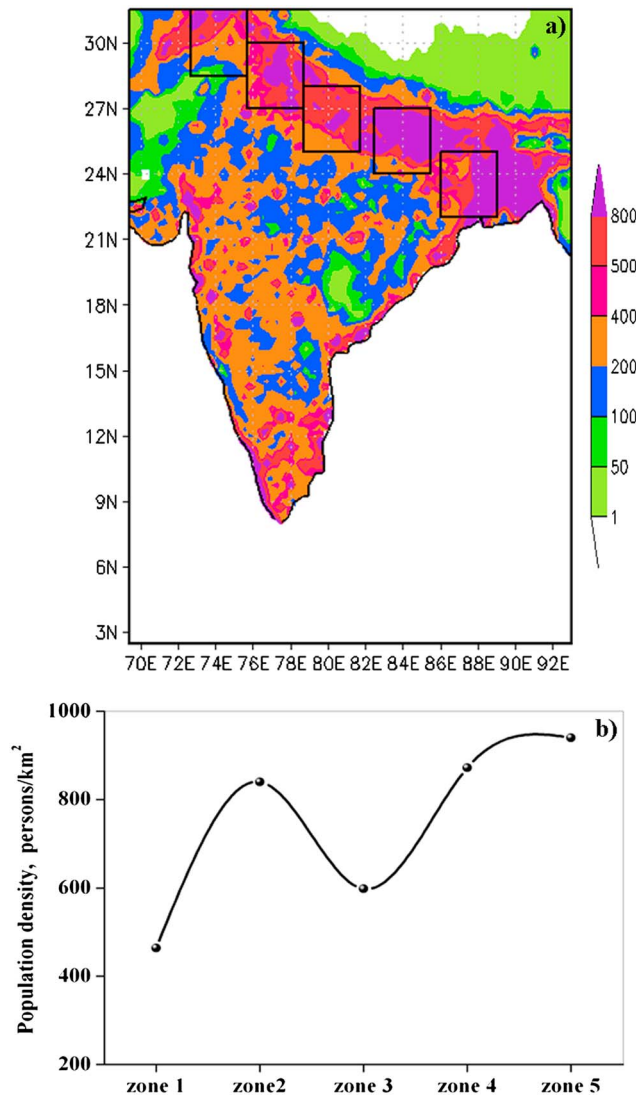 a)
30N
27N
24N
21N
18N
15N
12N
9N
6N
3N
70E 72E 74E 76E 78E 80E 82E 84E 86E 88E 90E 92E
800
500
400
200
100
50
1
b)
Population density, persons/km²
1000
800
600
400
200
zone 1 zone2 zone 3 zone 4 zone 5